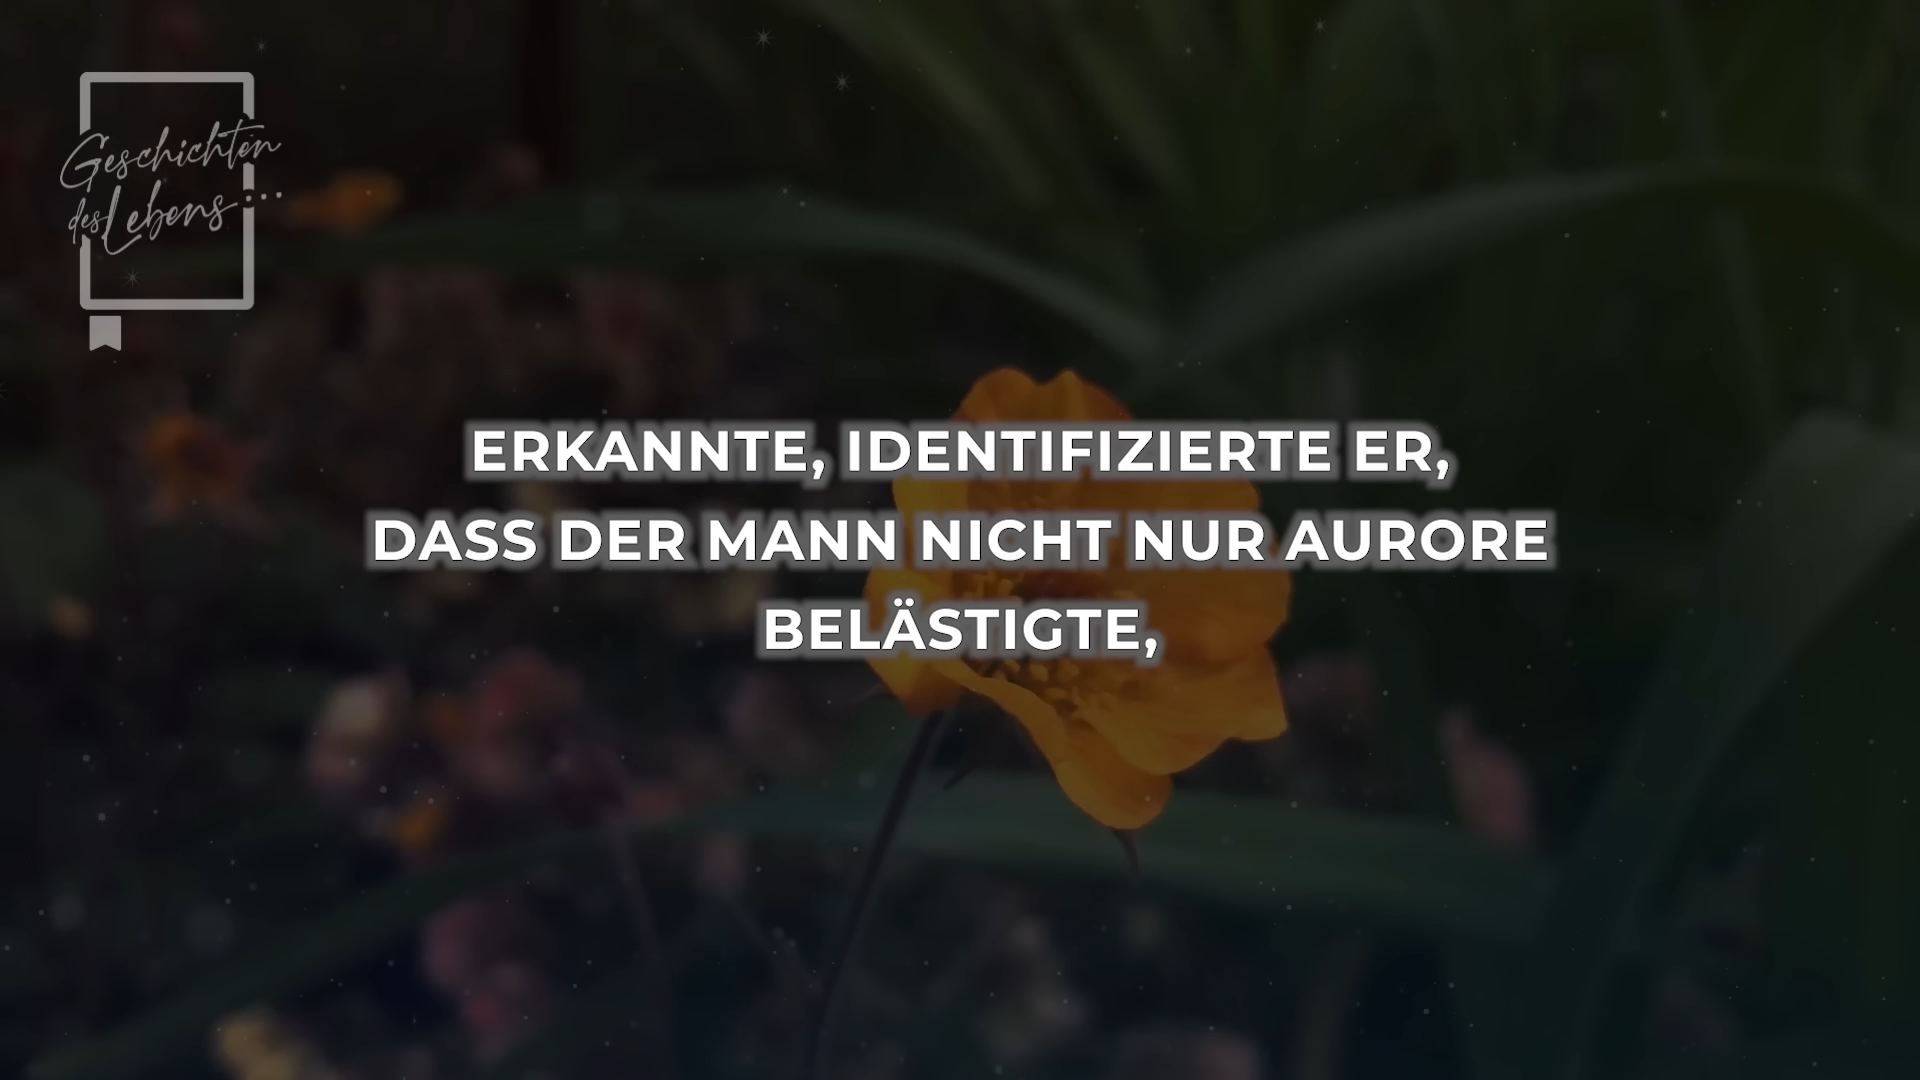 Geschichten
des Lebens...
ERKANNTE, IDENTIFIZIERTE ER,
DASS DER MANN NICHT NUR AURORE
BELÄSTIGTE,